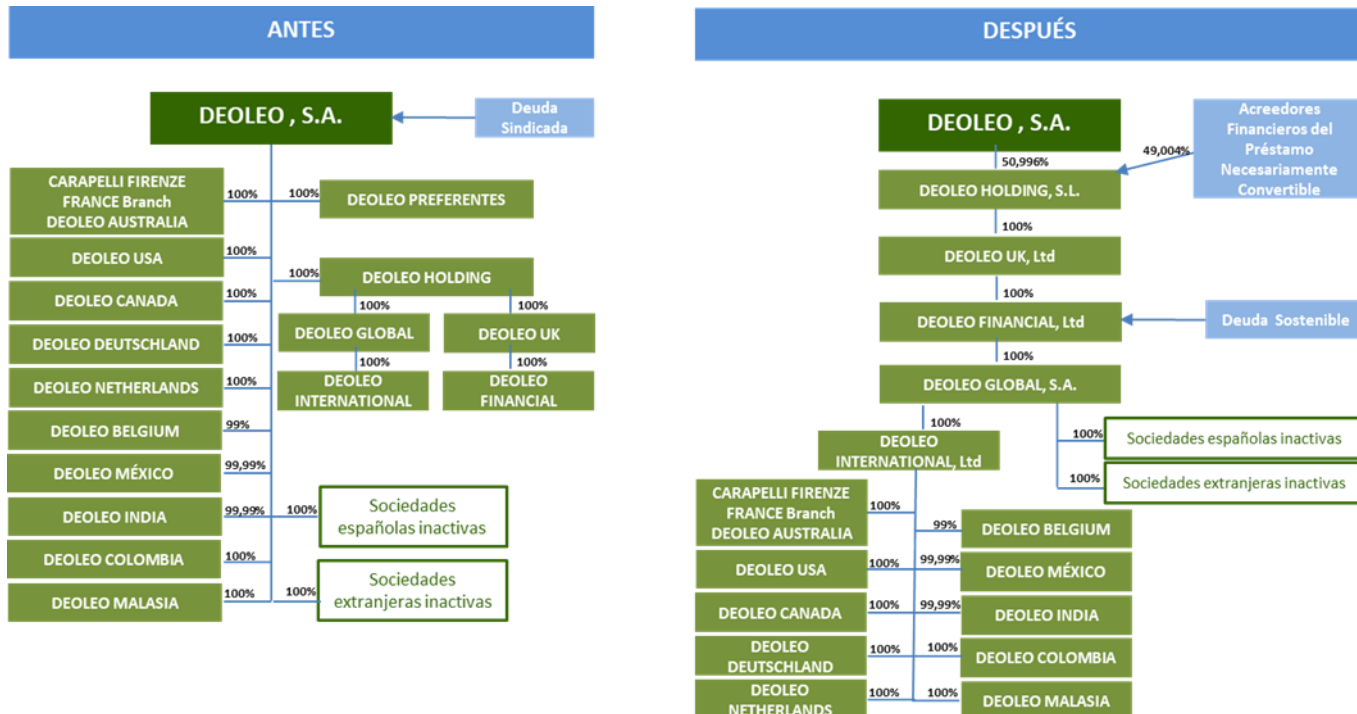 ANTES
DEOLEO , S.A.
Deuda
Sindicada
CARAPELLI FIRENZE
FRANCE Branch
DEOLEO AUSTRALIA
100%
100%
DEOLEO PREFERENTES
DEOLEO USA
100%
100%
DEOLEO HOLDING
DEOLEO CANADA
100%
100%
100%
DEOLEO GLOBAL
DEOLEO UK
DEOLEO DEUTSCHLAND
100%
100%
100%
DEOLEO NETHERLANDS
100%
DEOLEO
INTERNATIONAL
DEOLEO
FINANCIAL
DEOLEO BELGIUM
99%
DEOLEO MÉXICO
99,99%
DEOLEO INDIA
99,99%
100%
Sociedades
españolas inactivas
DEOLEO COLOMBIA
100%
DEOLEO MALASIA
100%
100%
Sociedades
extranjeras inactivas
DESPUÉS
DEOLEO , S.A.
Acreedores
Financieros del
Préstamo
Necesariamente
Convertible
49,004%
50,996%
DEOLEO HOLDING, S.L.
100%
DEOLEO UK, Ltd
100%
DEOLEO FINANCIAL, Ltd
Deuda Sostenible
100%
DEOLEO GLOBAL, S.A.
100%
DEOLEO
INTERNATIONAL, Ltd
100%
Sociedades españolas inactivas
100%
Sociedades extranjeras inactivas
CARAPELLI FIRENZE
FRANCE Branch
DEOLEO AUSTRALIA
100%
99%
DEOLEO BELGIUM
DEOLEO USA
100%
99,99%
DEOLEO MÉXICO
DEOLEO CANADA
100%
99,99%
DEOLEO INDIA
DEOLEO
DEUTSCHLAND
100%
100%
DEOLEO COLOMBIA
DEOLEO
NETHERLANDS
100%
100%
DEOLEO MALASIA